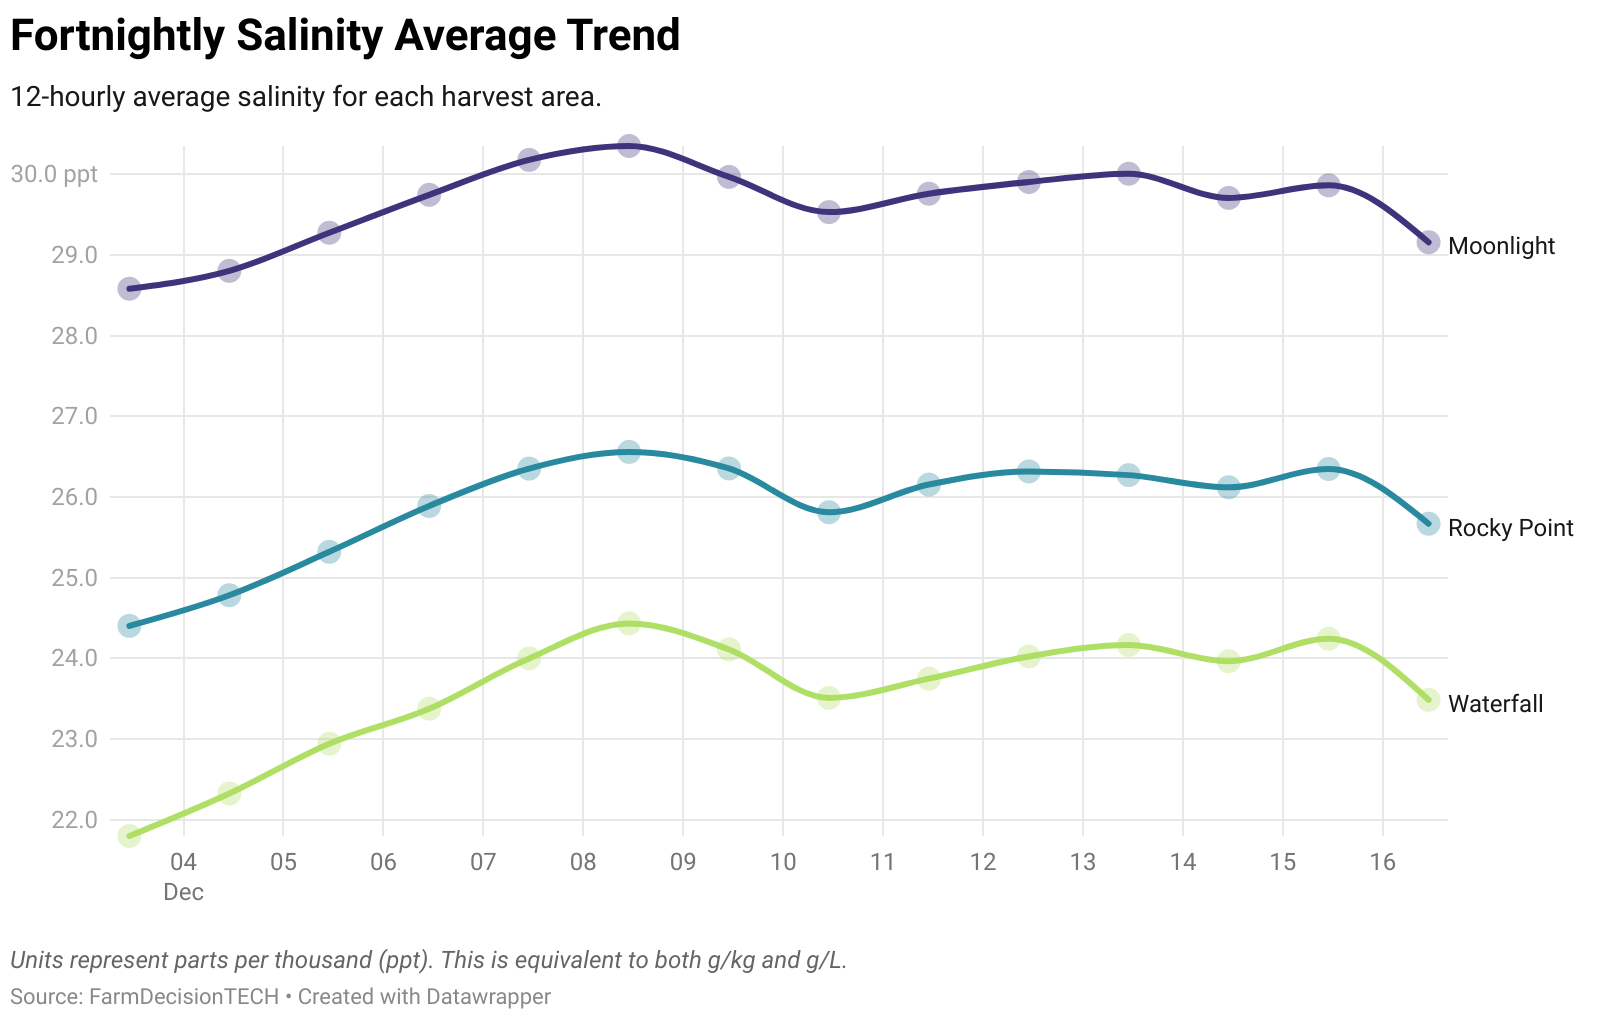 Fortnightly Salinity Average Trend
12-hourly average salinity for each harvest area.
30.0 ppt
29.0
28.0
27.0
26.0
25.0
24.0
23.0
22.0
Moonlight
Rocky Point
Waterfall
04 05 06 07 08 09 10 11 12 13 14 15 16
Dec
Units represent parts per thousand (ppt). This is equivalent to both g/kg and g/L.
Source: FarmDecisionTECH • Created with Datawrapper